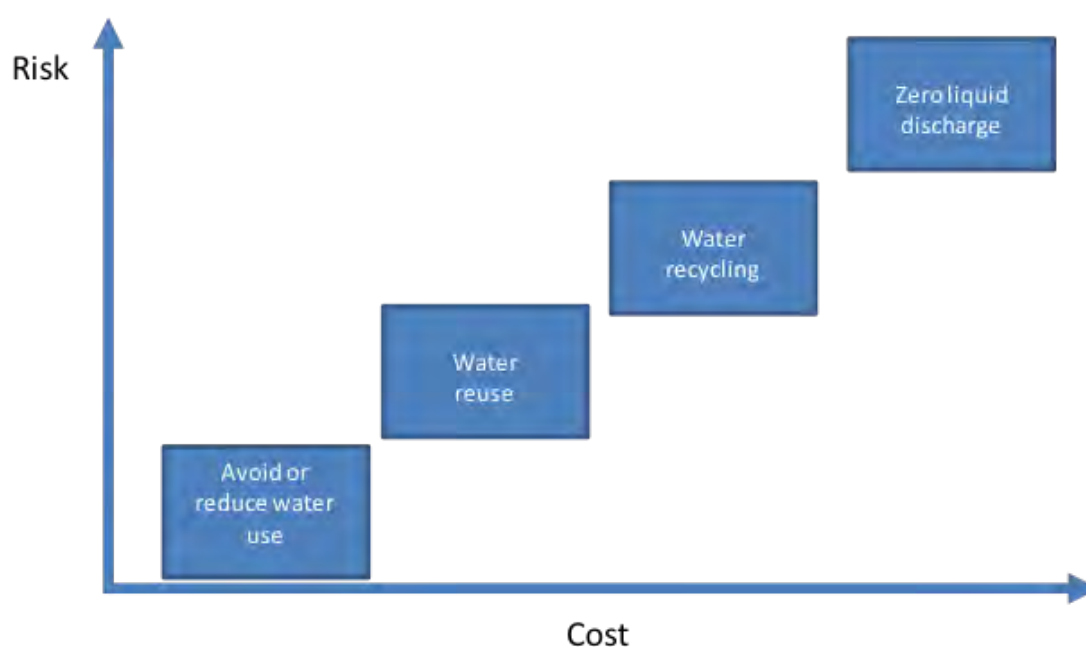 Risk
Zero liquid
discharge
Water
recycling
Water
reuse
Avoid or
reduce water
use
Cost